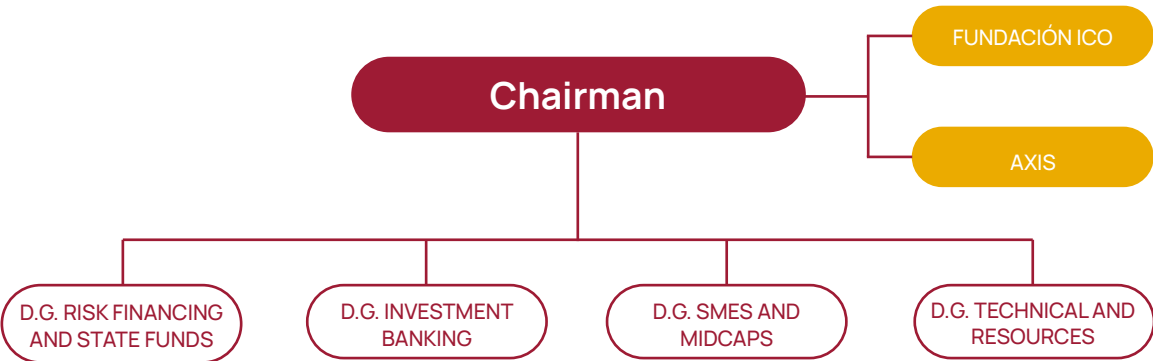 FUNDACIÓN ICO
Chairman
AXIS
D.G. RISK FINANCING
AND STATE FUNDS
D.G. INVESTMENT
BANKING
D.G. SMES AND
MIDCAPS
D.G. TECHNICAL AND
RESOURCES